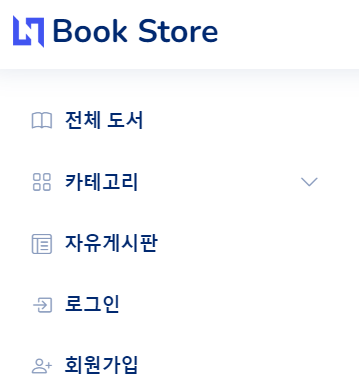 Book Store
전체 도서
카테고리
자유게시판
로그인
회원가입